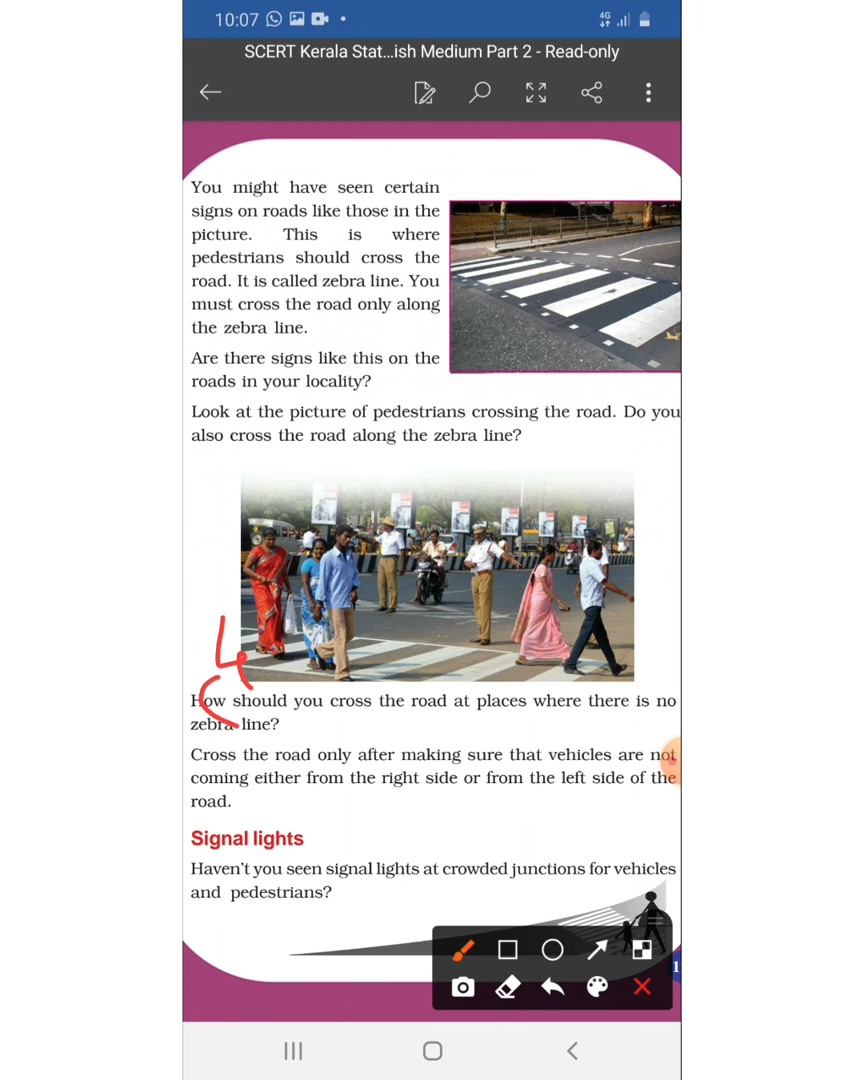 10:07
4G
SCERT Kerala Stat...ish Medium Part 2 - Read-only
You might have seen certain
signs on roads like those in the
picture. This is where
pedestrians should cross the
road. It is called zebra line. You
must cross the road only along
the zebra line.
Are there signs like this on the
roads in your locality?
Look at the picture of pedestrians crossing the road. Do you
also cross the road along the zebra line?
How should you cross the road at places where there is no
zebra line?
Cross the road only after making sure that vehicles are not
coming either from the right side or from the left side of the
road.
Signal lights
Haven't you seen signal lights at crowded junctions for vehicles
and pedestrians?